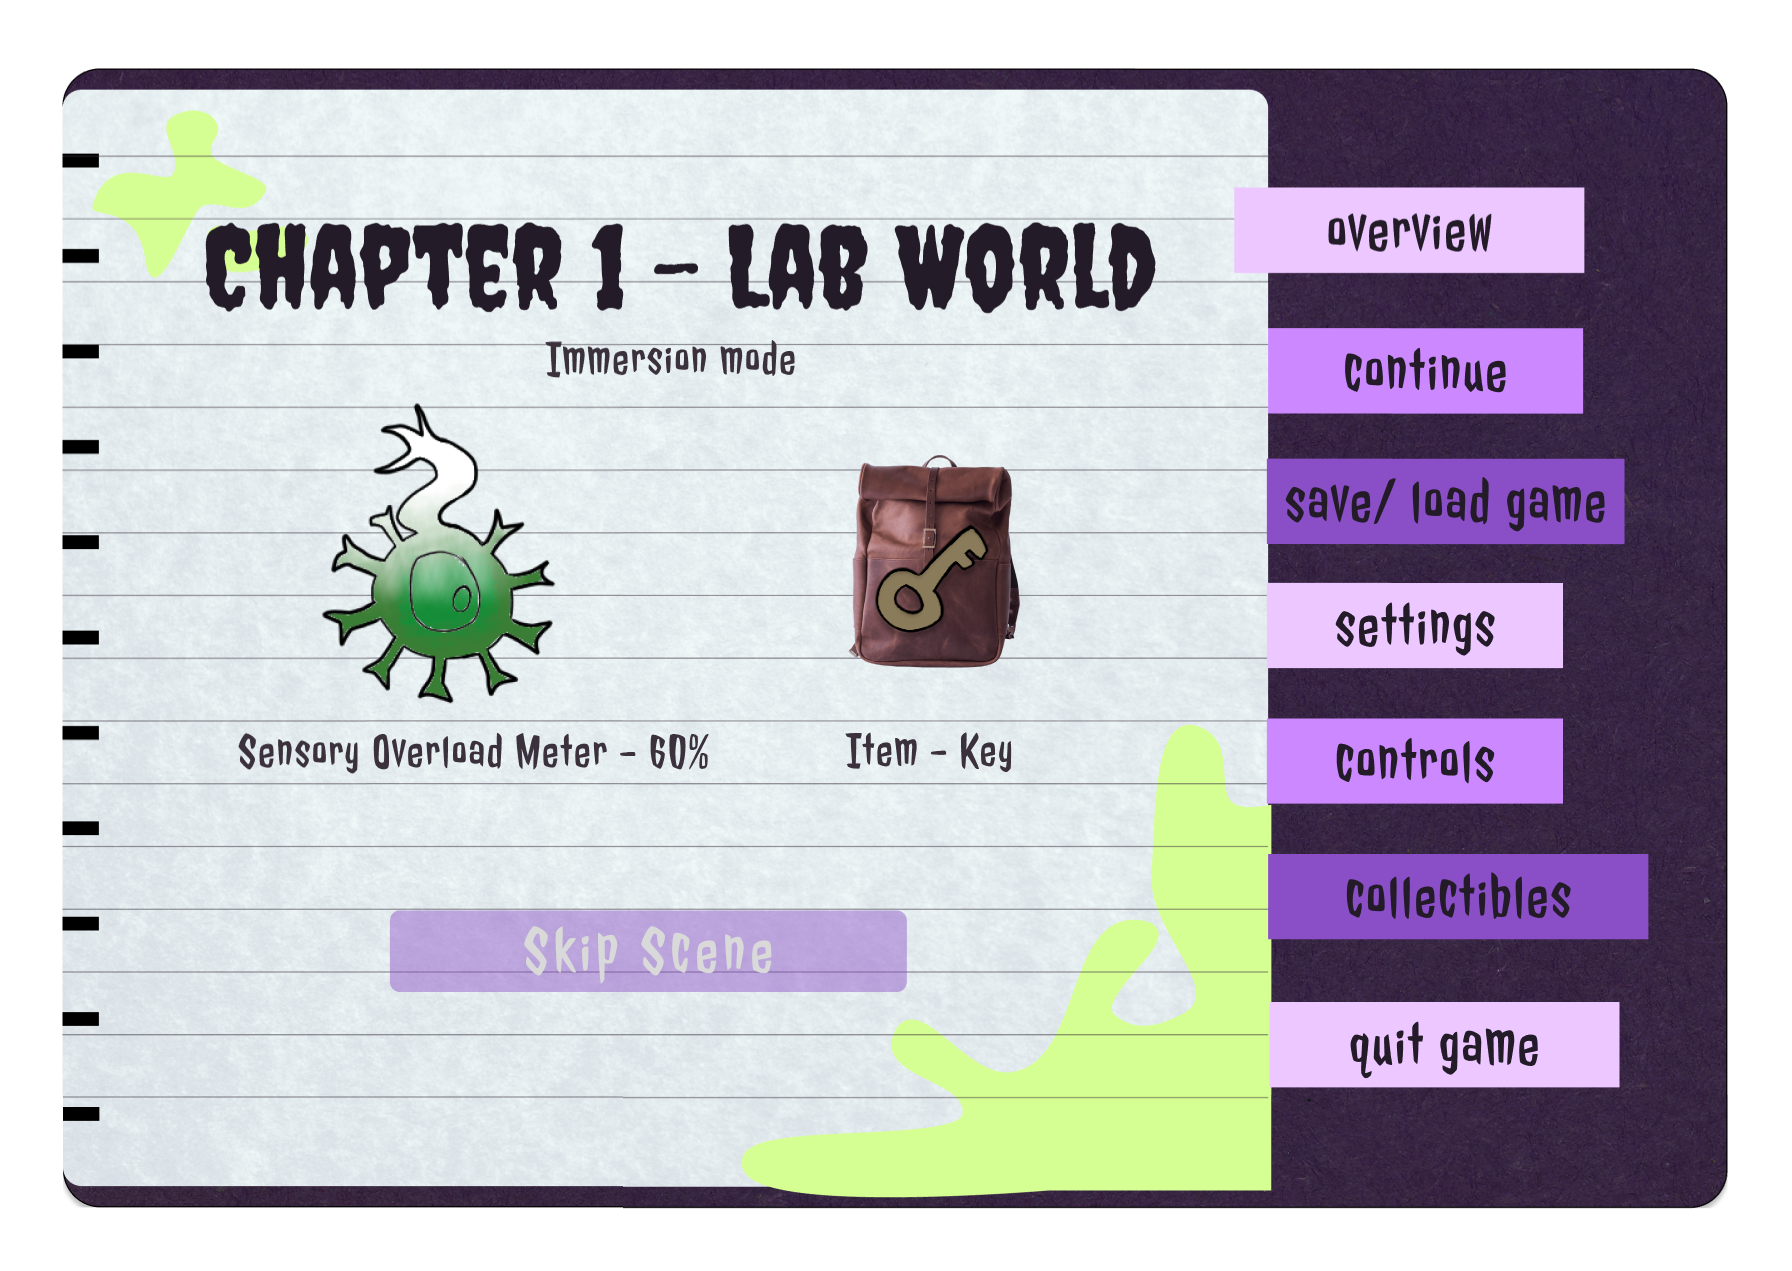 CHAPTER 1 - LAB WORLD
Immersion mode
Sensory Overload Meter - 60%
Item - Key
Skip Scene
overview
continue
save/ load game
settings
controls
collectibles
quit game